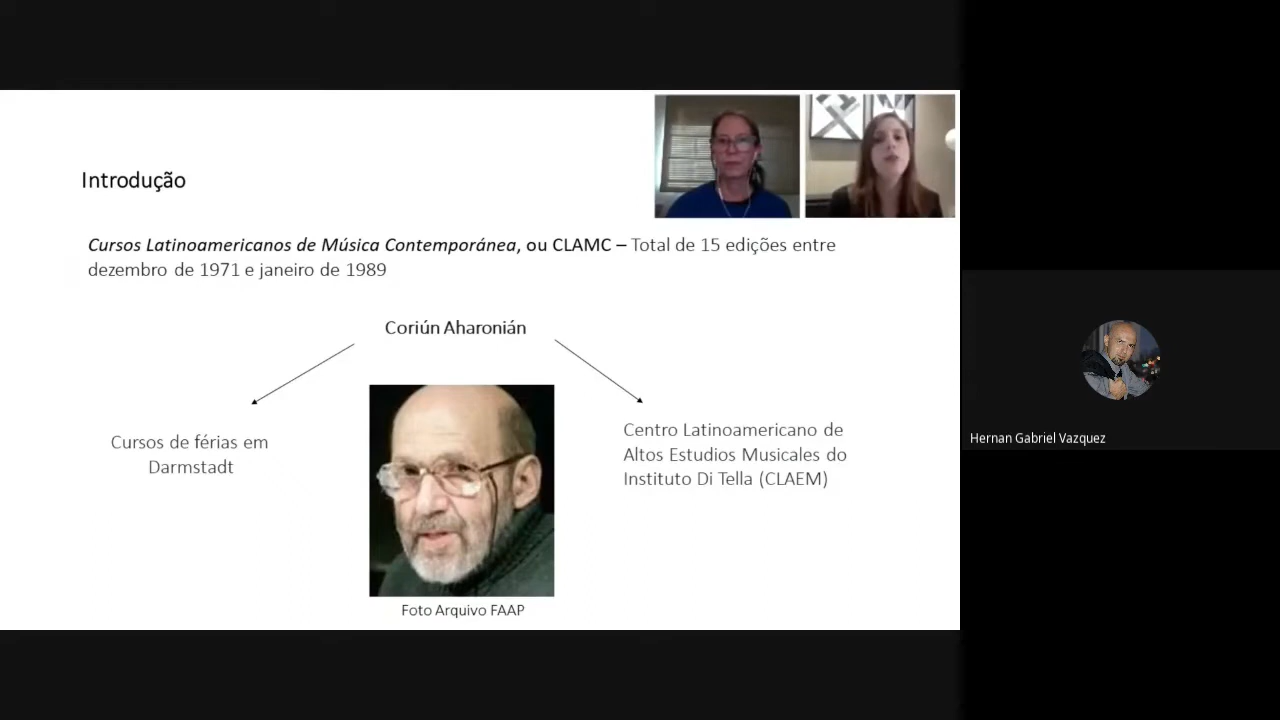 Introdução
Cursos Latinoamericanos de Música Contemporánea, ou CLAMC – Total de 15 edições entre
dezembro de 1971 e janeiro de 1989
Coriún Aharonián
Cursos de férias em
Darmstadt
Centro Latinoamericano de
Altos Estudios Musicales do
Instituto Di Tella (CLAEM)
Foto Arquivo FAAP
Hernan Gabriel Vazquez